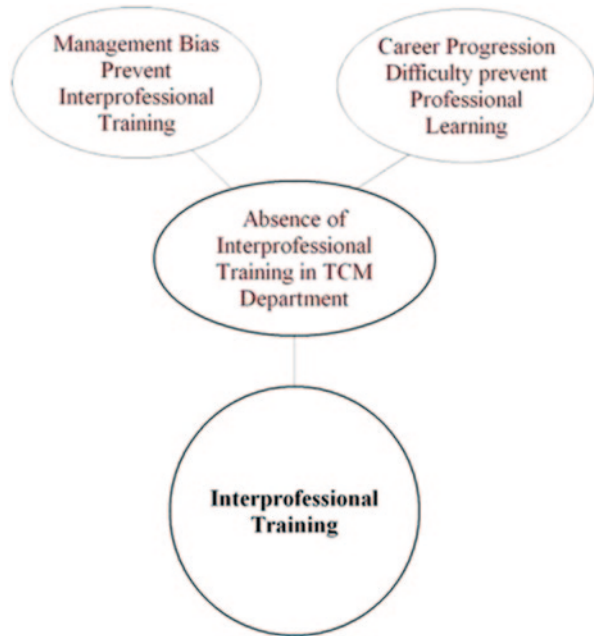 Management Bias
Prevent
Interprofessional
Training
Career Progression
Difficulty prevent
Professional
Learning
Absence of
Interprofessional
Training in TCM
Department
Interprofessional
Training